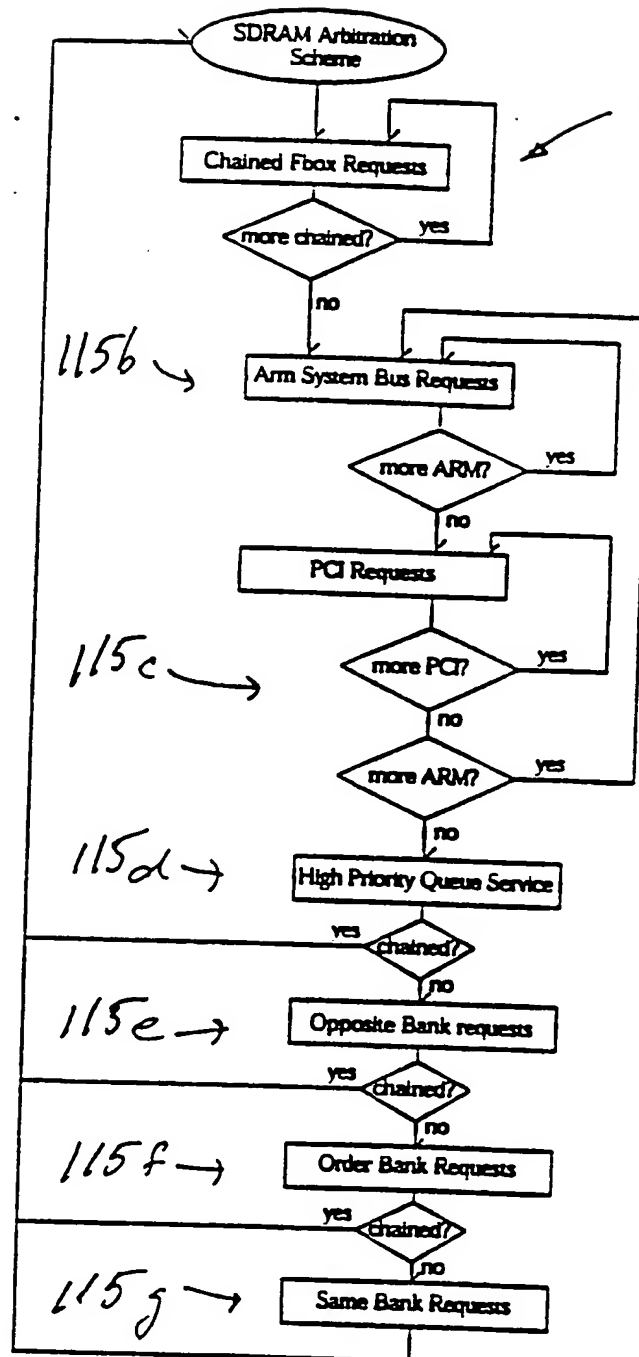 SDRAM Arbitration
Scheme
Chained Fbox Requests
more chained?
yes
no
115b
Arm System Bus Requests
more ARM?
yes
no
PCI Requests
115c
more PCI?
yes
no
more ARM?
yes
no
115d
High Priority Queue Service
yes
chained?
no
115e
Opposite Bank requests
yes
chained?
no
115f
Order Bank Requests
yes
chained?
no
115g
Same Bank Requests